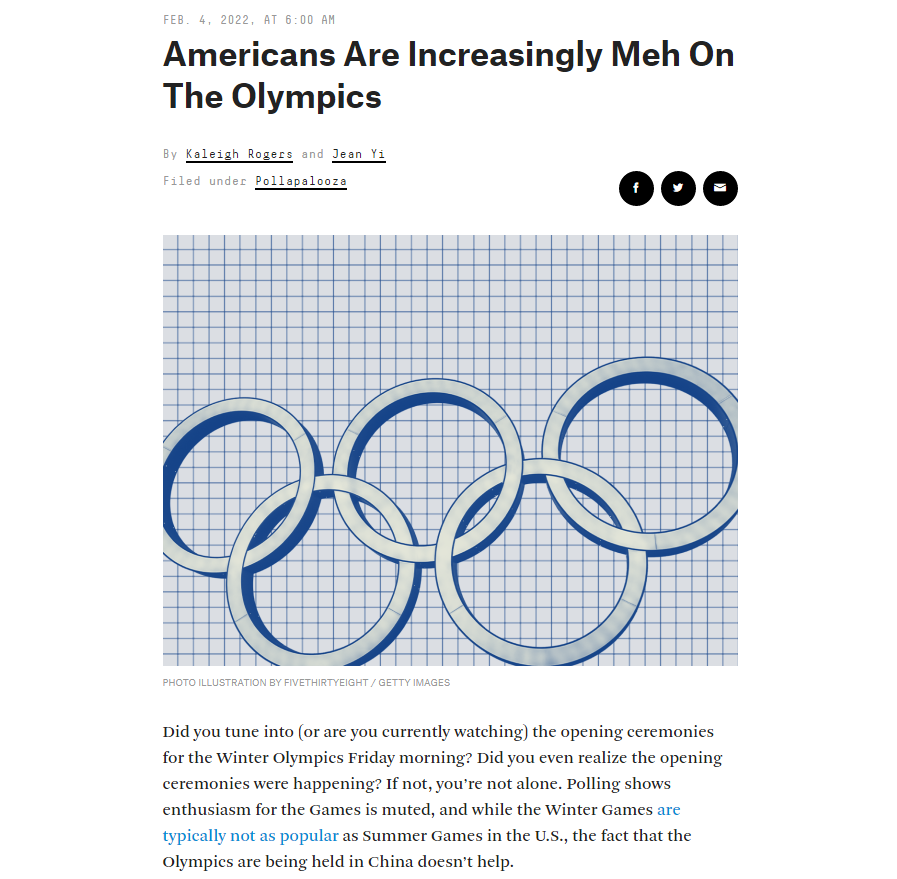 FEB. 4, 2022, AT 6:00 AM
Americans Are Increasingly Meh On
The Olympics
By Kaleigh Rogers and Jean Yi
Filed under Pollapalooza
PHOTO ILLUSTRATION BY FIVETHIRTYEIGHT / GETTY IMAGES
Did you tune into (or are you currently watching) the opening ceremonies
for the Winter Olympics Friday morning? Did you even realize the opening
ceremonies were happening? If not, you’re not alone. Polling shows
enthusiasm for the Games is muted, and while the Winter Games are
typically not as popular as Summer Games in the U.S., the fact that the
Olympics are being held in China doesn’t help.